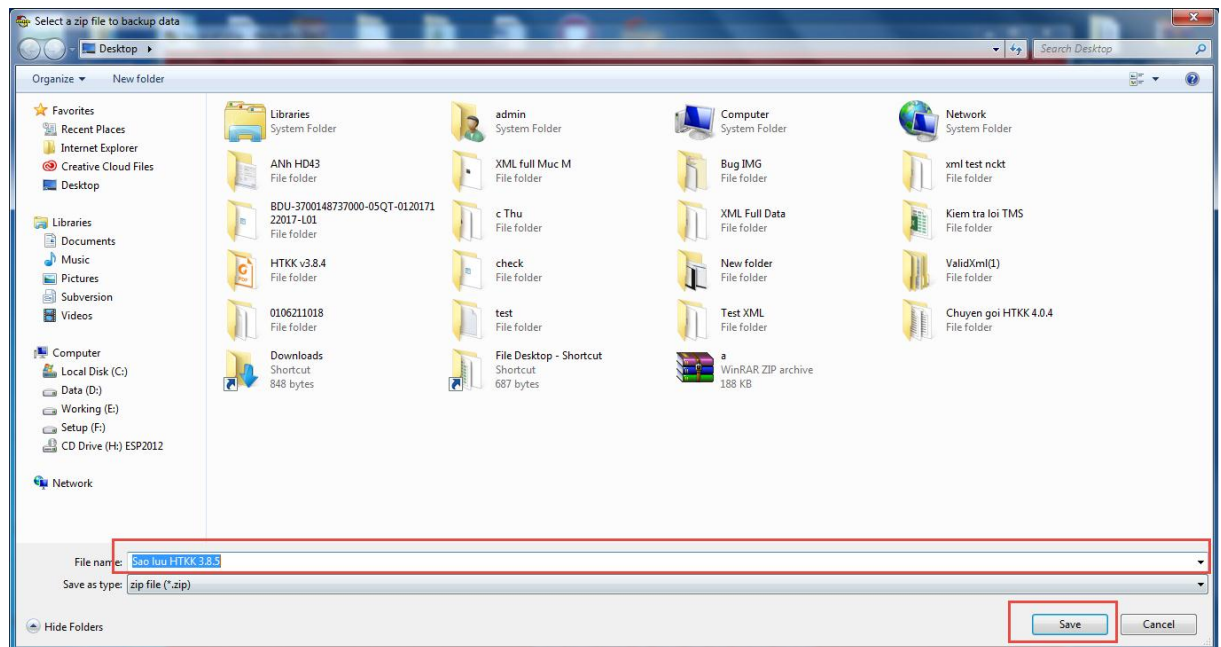 Select a zip file to backup data
Desktop
Search Desktop
Organize
New folder
Favorites
Recent Places
Internet Explorer
Creative Cloud Files
Desktop
Libraries
Documents
Music
Pictures
Subversion
Videos
Computer
Local Disk (C:)
Data (D:)
Working (E:)
Setup (F:)
CD Drive (H:) ESP2012
Network
Libraries
System Folder
admin
System Folder
Computer
System Folder
Network
System Folder
ANh HD43
File folder
XML full Muc M
File folder
Bug IMG
File folder
xml test nckt
File folder
BDU-3700148737000-05QT-0120171
22017-L01
File folder
c Thu
File folder
XML Full Data
File folder
Kiem tra loi TMS
File folder
HTKK v3.8.4
File folder
check
File folder
New folder
File folder
ValidXml(1)
File folder
0106211018
File folder
test
File folder
Test XML
File folder
Chuyen goi HTKK 4.0.4
File folder
Downloads
Shortcut
848 bytes
File Desktop - Shortcut
Shortcut
687 bytes
a
WinRAR ZIP archive
188 KB
File name: Sao luu HTKK 3.8.5
Save as type: zip file (*.zip)
Hide Folders
Save
Cancel